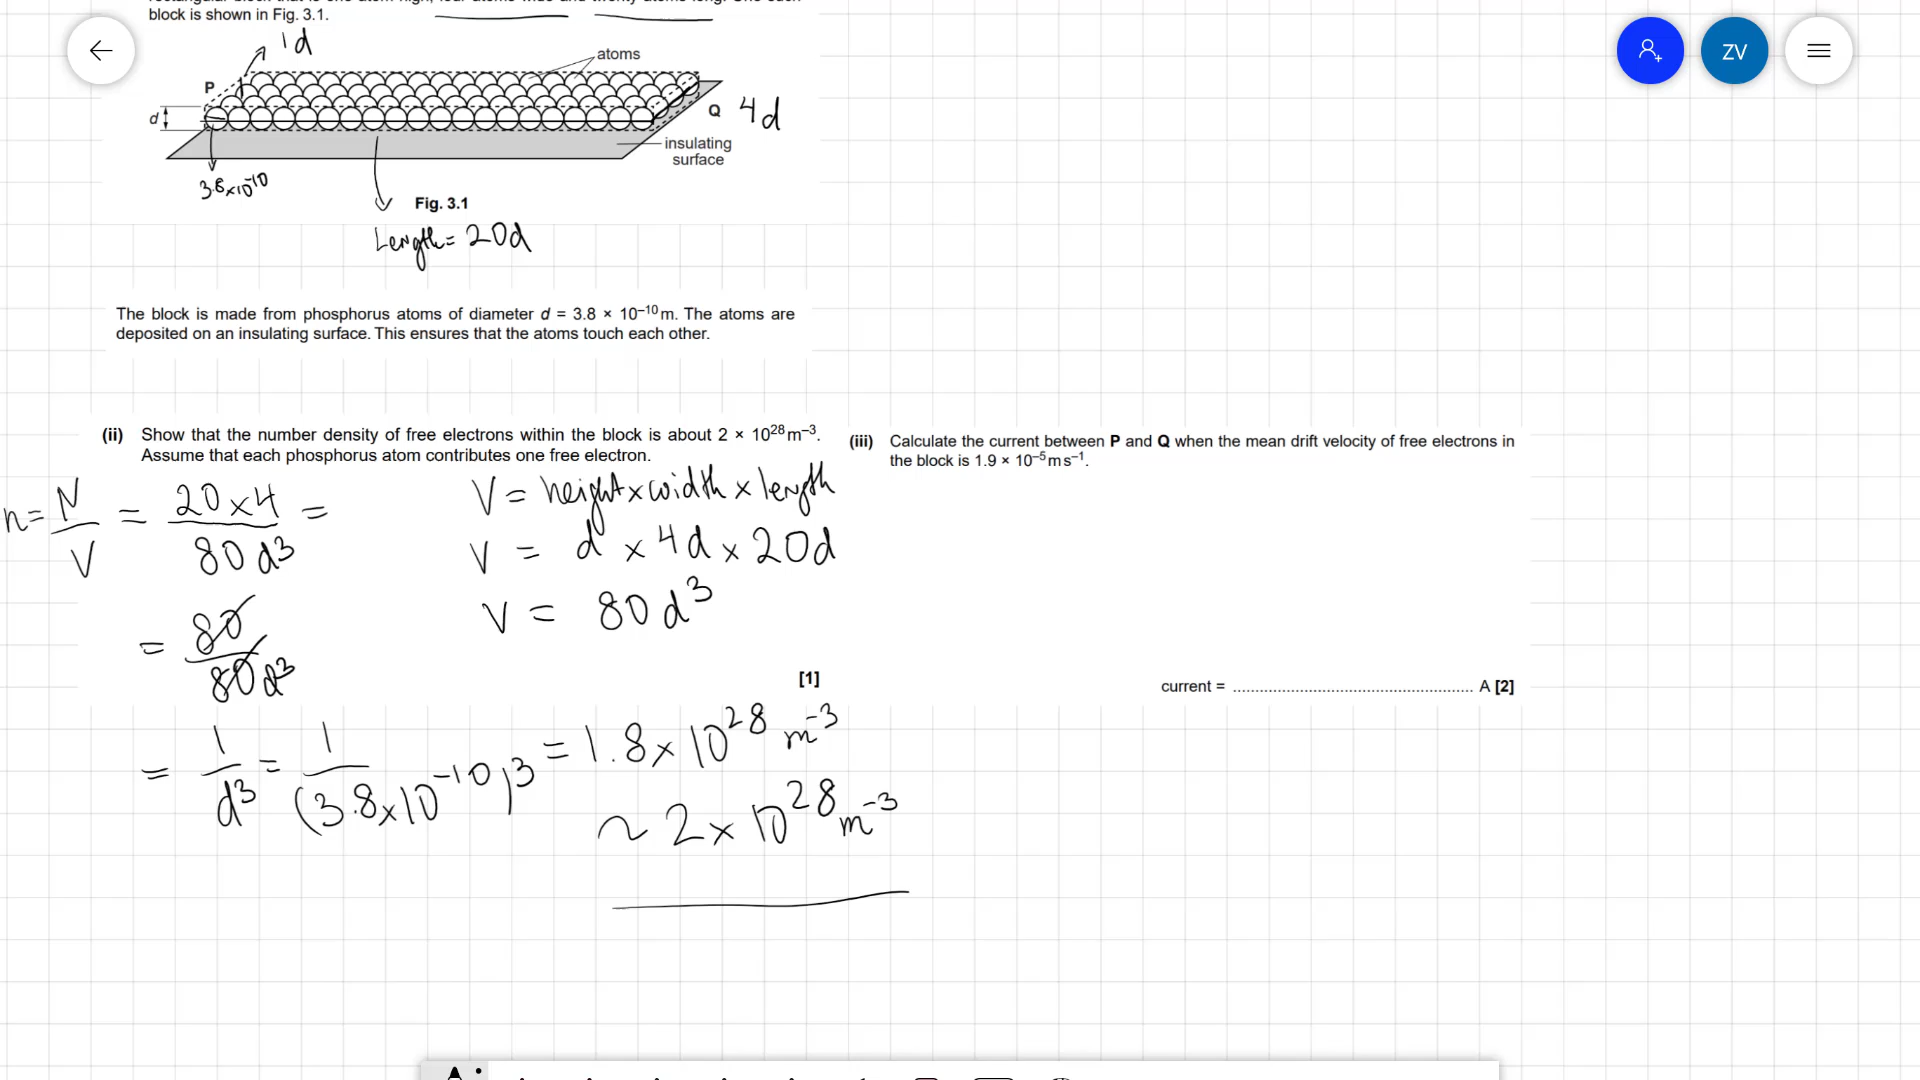 block is shown in Fig. 3.1.
1d
atoms
P
d
Q
4d
insulating
surface
3.8×10⁻¹⁰
Fig. 3.1
Length = 20d
The block is made from phosphorus atoms of diameter d = 3.8 × 10⁻¹⁰ m. The atoms are
deposited on an insulating surface. This ensures that the atoms touch each other.
(ii) Show that the number density of free electrons within the block is about 2 × 10²⁸ m⁻³.
Assume that each phosphorus atom contributes one free electron.
n = N/V = 20×4 / 80d³ =
= 80 / 80d³
V = height × width × length
V = d × 4d × 20d
V = 80d³
[1]
= 1/d³ = 1/(3.8×10⁻¹⁰)³ = 1.8×10²⁸ m⁻³
~ 2×10²⁸ m⁻³
(iii) Calculate the current between P and Q when the mean drift velocity of free electrons in
the block is 1.9 × 10⁻⁵ m s⁻¹.
current = ................................................. A [2]
ZV